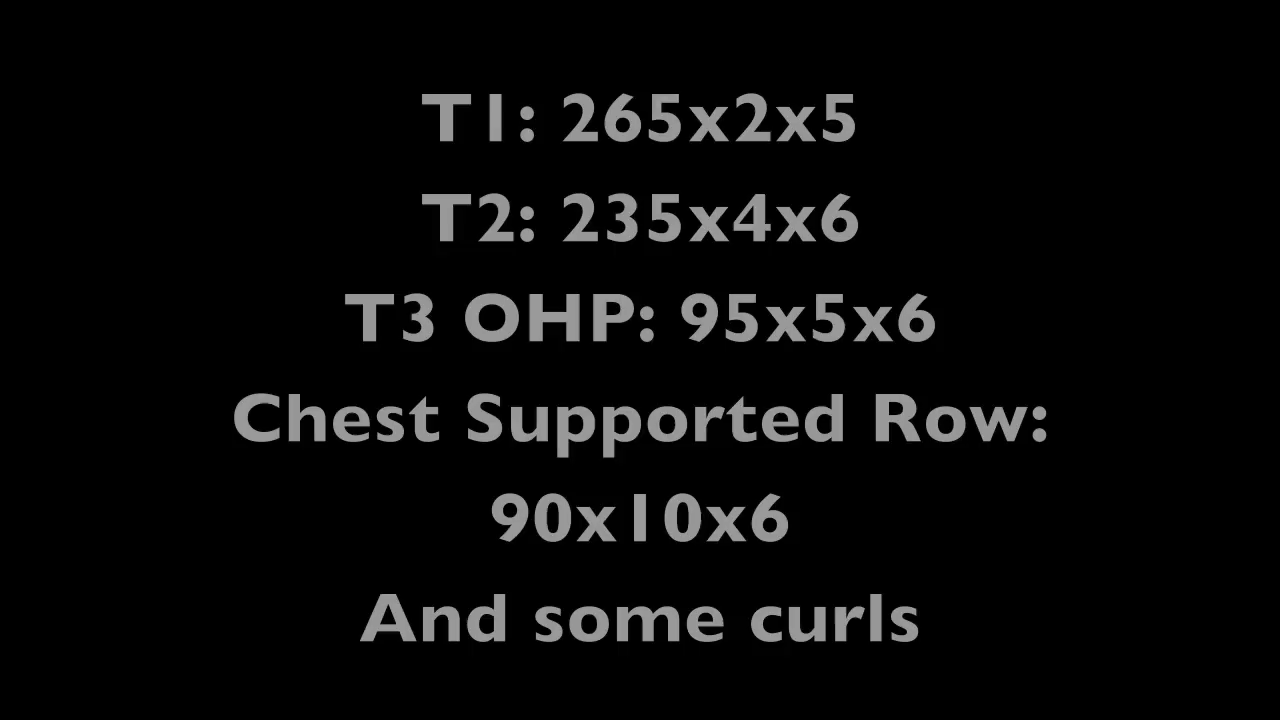 T1: 265x2x5
T2: 235x4x6
T3 OHP: 95x5x6
Chest Supported Row:
90x10x6
And some curls